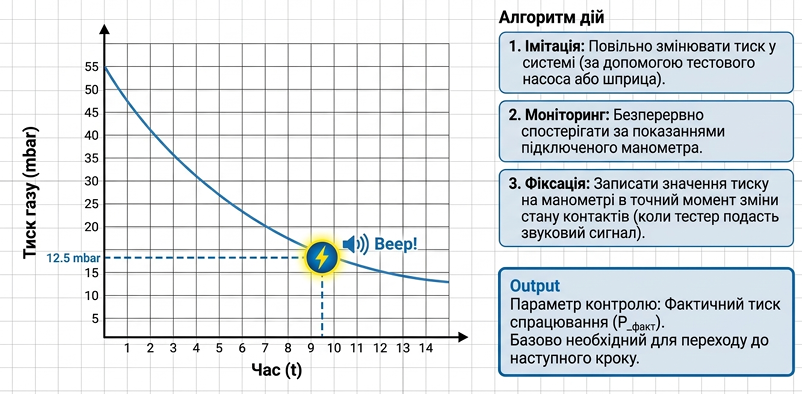 Тиск газу (mbar)
55
50
45
40
35
30
25
20
12.5 mbar
15
10
5
Beep!
1 2 3 4 5 6 7 8 9 10 11 12 13 14
Час (t)
Алгоритм дій
1. Імітація: Повільно змінювати тиск у
системі (за допомогою тестового
насоса або шприца).
2. Моніторинг: Безперервно
спостерігати за показаннями
підключеного манометра.
3. Фіксація: Записати значення тиску
на манометрі в точний момент зміни
стану контактів (коли тестер подасть
звуковий сигнал).
Output
Параметр контролю: Фактичний тиск
спрацювання (P_факт).
Базово необхідний для переходу до
наступного кроку.